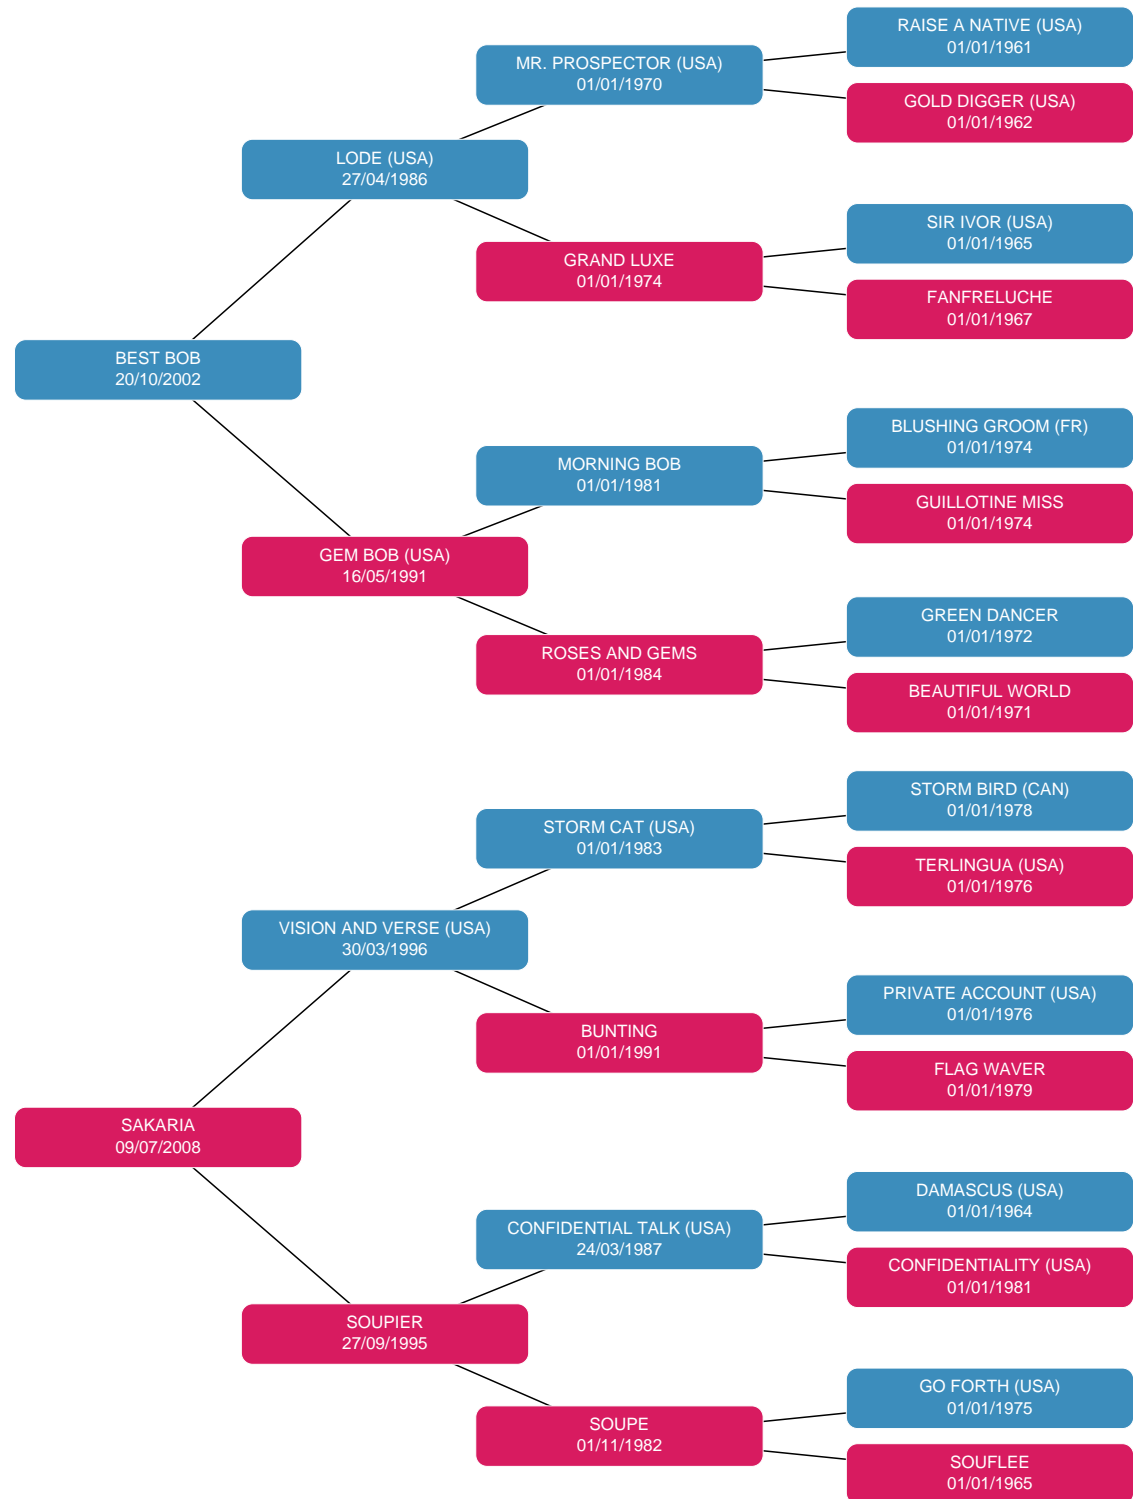 RAISE A NATIVE (USA)
01/01/1961
MR. PROSPECTOR (USA)
01/01/1970
GOLD DIGGER (USA)
01/01/1962
LODE (USA)
27/04/1986
SIR IVOR (USA)
01/01/1965
GRAND LUXE
01/01/1974
FANFRELUCHE
01/01/1967
BEST BOB
20/10/2002
BLUSHING GROOM (FR)
01/01/1974
MORNING BOB
01/01/1981
GUILLOTINE MISS
01/01/1974
GEM BOB (USA)
16/05/1991
GREEN DANCER
01/01/1972
ROSES AND GEMS
01/01/1984
BEAUTIFUL WORLD
01/01/1971
STORM BIRD (CAN)
01/01/1978
STORM CAT (USA)
01/01/1983
TERLINGUA (USA)
01/01/1976
VISION AND VERSE (USA)
30/03/1996
PRIVATE ACCOUNT (USA)
01/01/1976
BUNTING
01/01/1991
FLAG WAVER
01/01/1979
SAKARIA
09/07/2008
DAMASCUS (USA)
01/01/1964
CONFIDENTIAL TALK (USA)
24/03/1987
CONFIDENTIALITY (USA)
01/01/1981
SOUPIER
27/09/1995
GO FORTH (USA)
01/01/1975
SOUPE
01/11/1982
SOUFLEE
01/01/1965